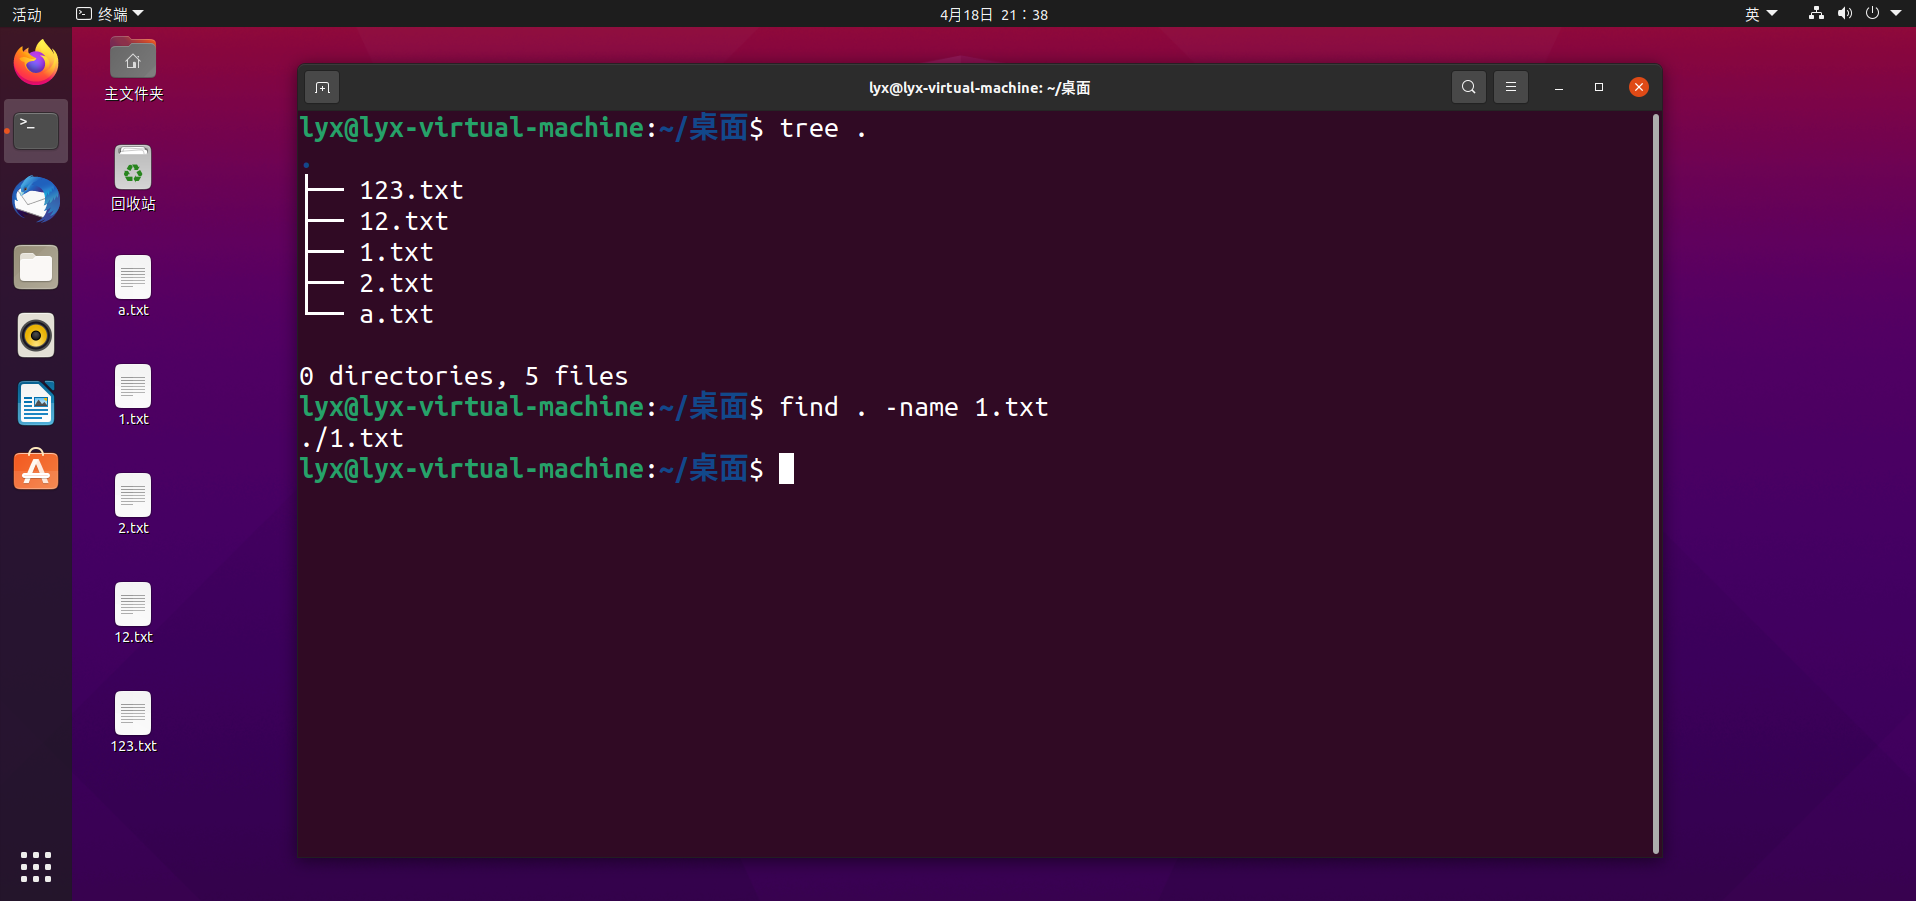 活动 终端 4月18日 21：38 英
主文件夹
回收站
a.txt
1.txt
2.txt
12.txt
123.txt
lyx@lyx-virtual-machine: ~/桌面
lyx@lyx-virtual-machine:~/桌面$ tree .
.
├── 123.txt
├── 12.txt
├── 1.txt
├── 2.txt
└── a.txt
0 directories, 5 files
lyx@lyx-virtual-machine:~/桌面$ find . -name 1.txt
./1.txt
lyx@lyx-virtual-machine:~/桌面$